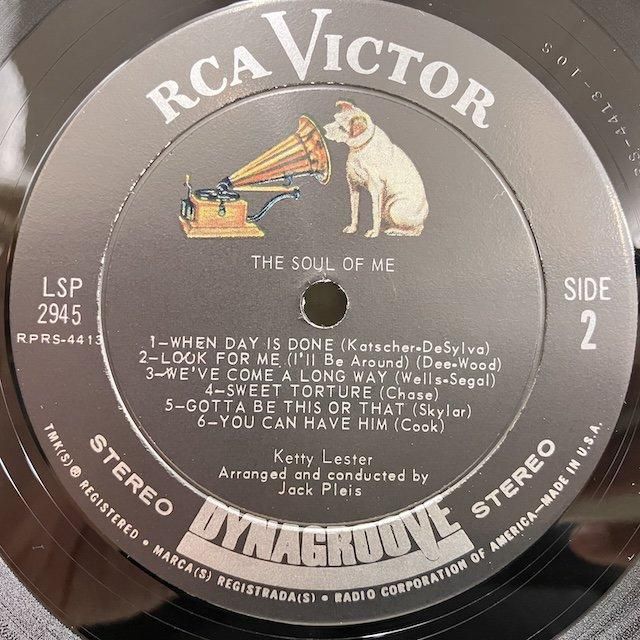 RCA VICTOR
THE SOUL OF ME
LSP
2945
RPRS-4413
SIDE
2
1—WHEN DAY IS DONE (Katscher-DeSylva)
2—LOOK FOR ME (I'll Be Around) (Dee-Wood)
3—WE'VE COME A LONG WAY (Wells-Segal)
4—SWEET TORTURE (Chase)
5—GOTTA BE THIS OR THAT (Skylar)
6—YOU CAN HAVE HIM (Cook)
Ketty Lester
Arranged and conducted by
Jack Pleis
STEREO
DYNAGROOVE
STEREO
TMK(S) ® REGISTERED • MARCA(S) REGISTRADA(S) • RADIO CORPORATION OF AMERICA—MADE IN U.S.A.